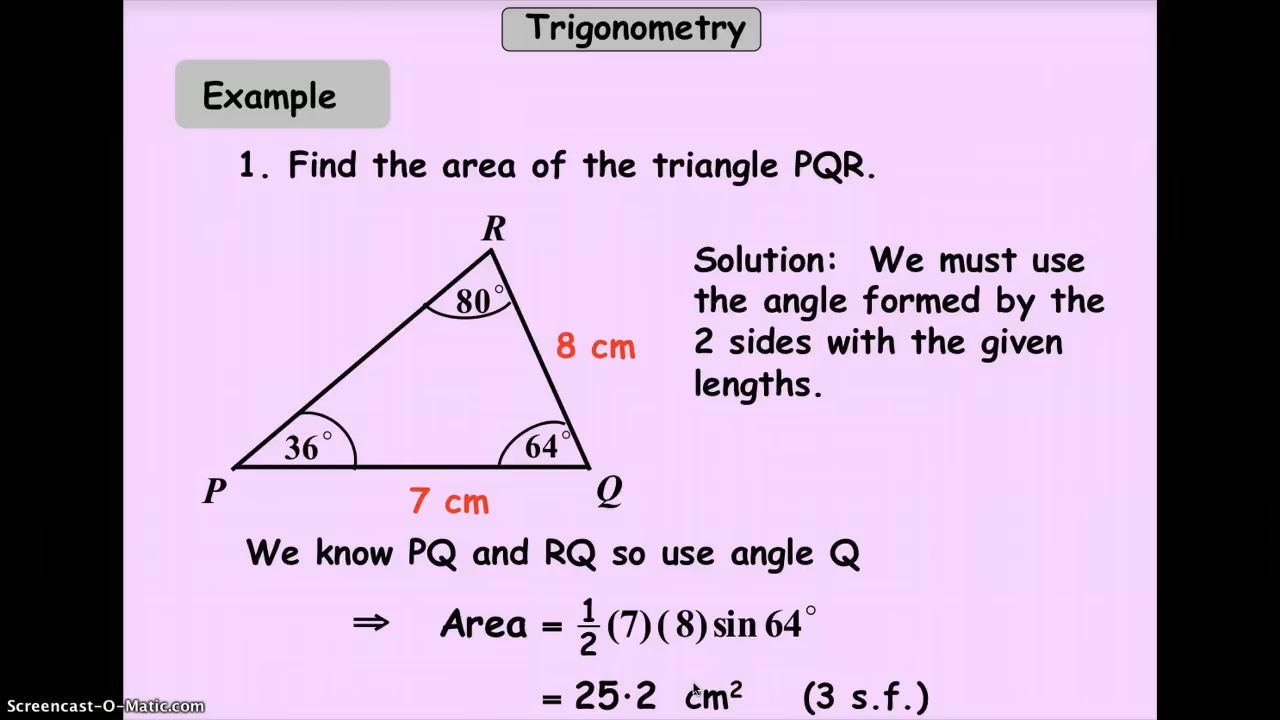 Trigonometry
Example
1. Find the area of the triangle PQR.
R
80°
8 cm
36°
64°
P
7 cm
Q
Solution: We must use
the angle formed by the
2 sides with the given
lengths.
We know PQ and RQ so use angle Q
⇒ Area = 1/2 (7)(8) sin 64°
= 25·2 cm² (3 s.f.)
Screencast-O-Matic.com